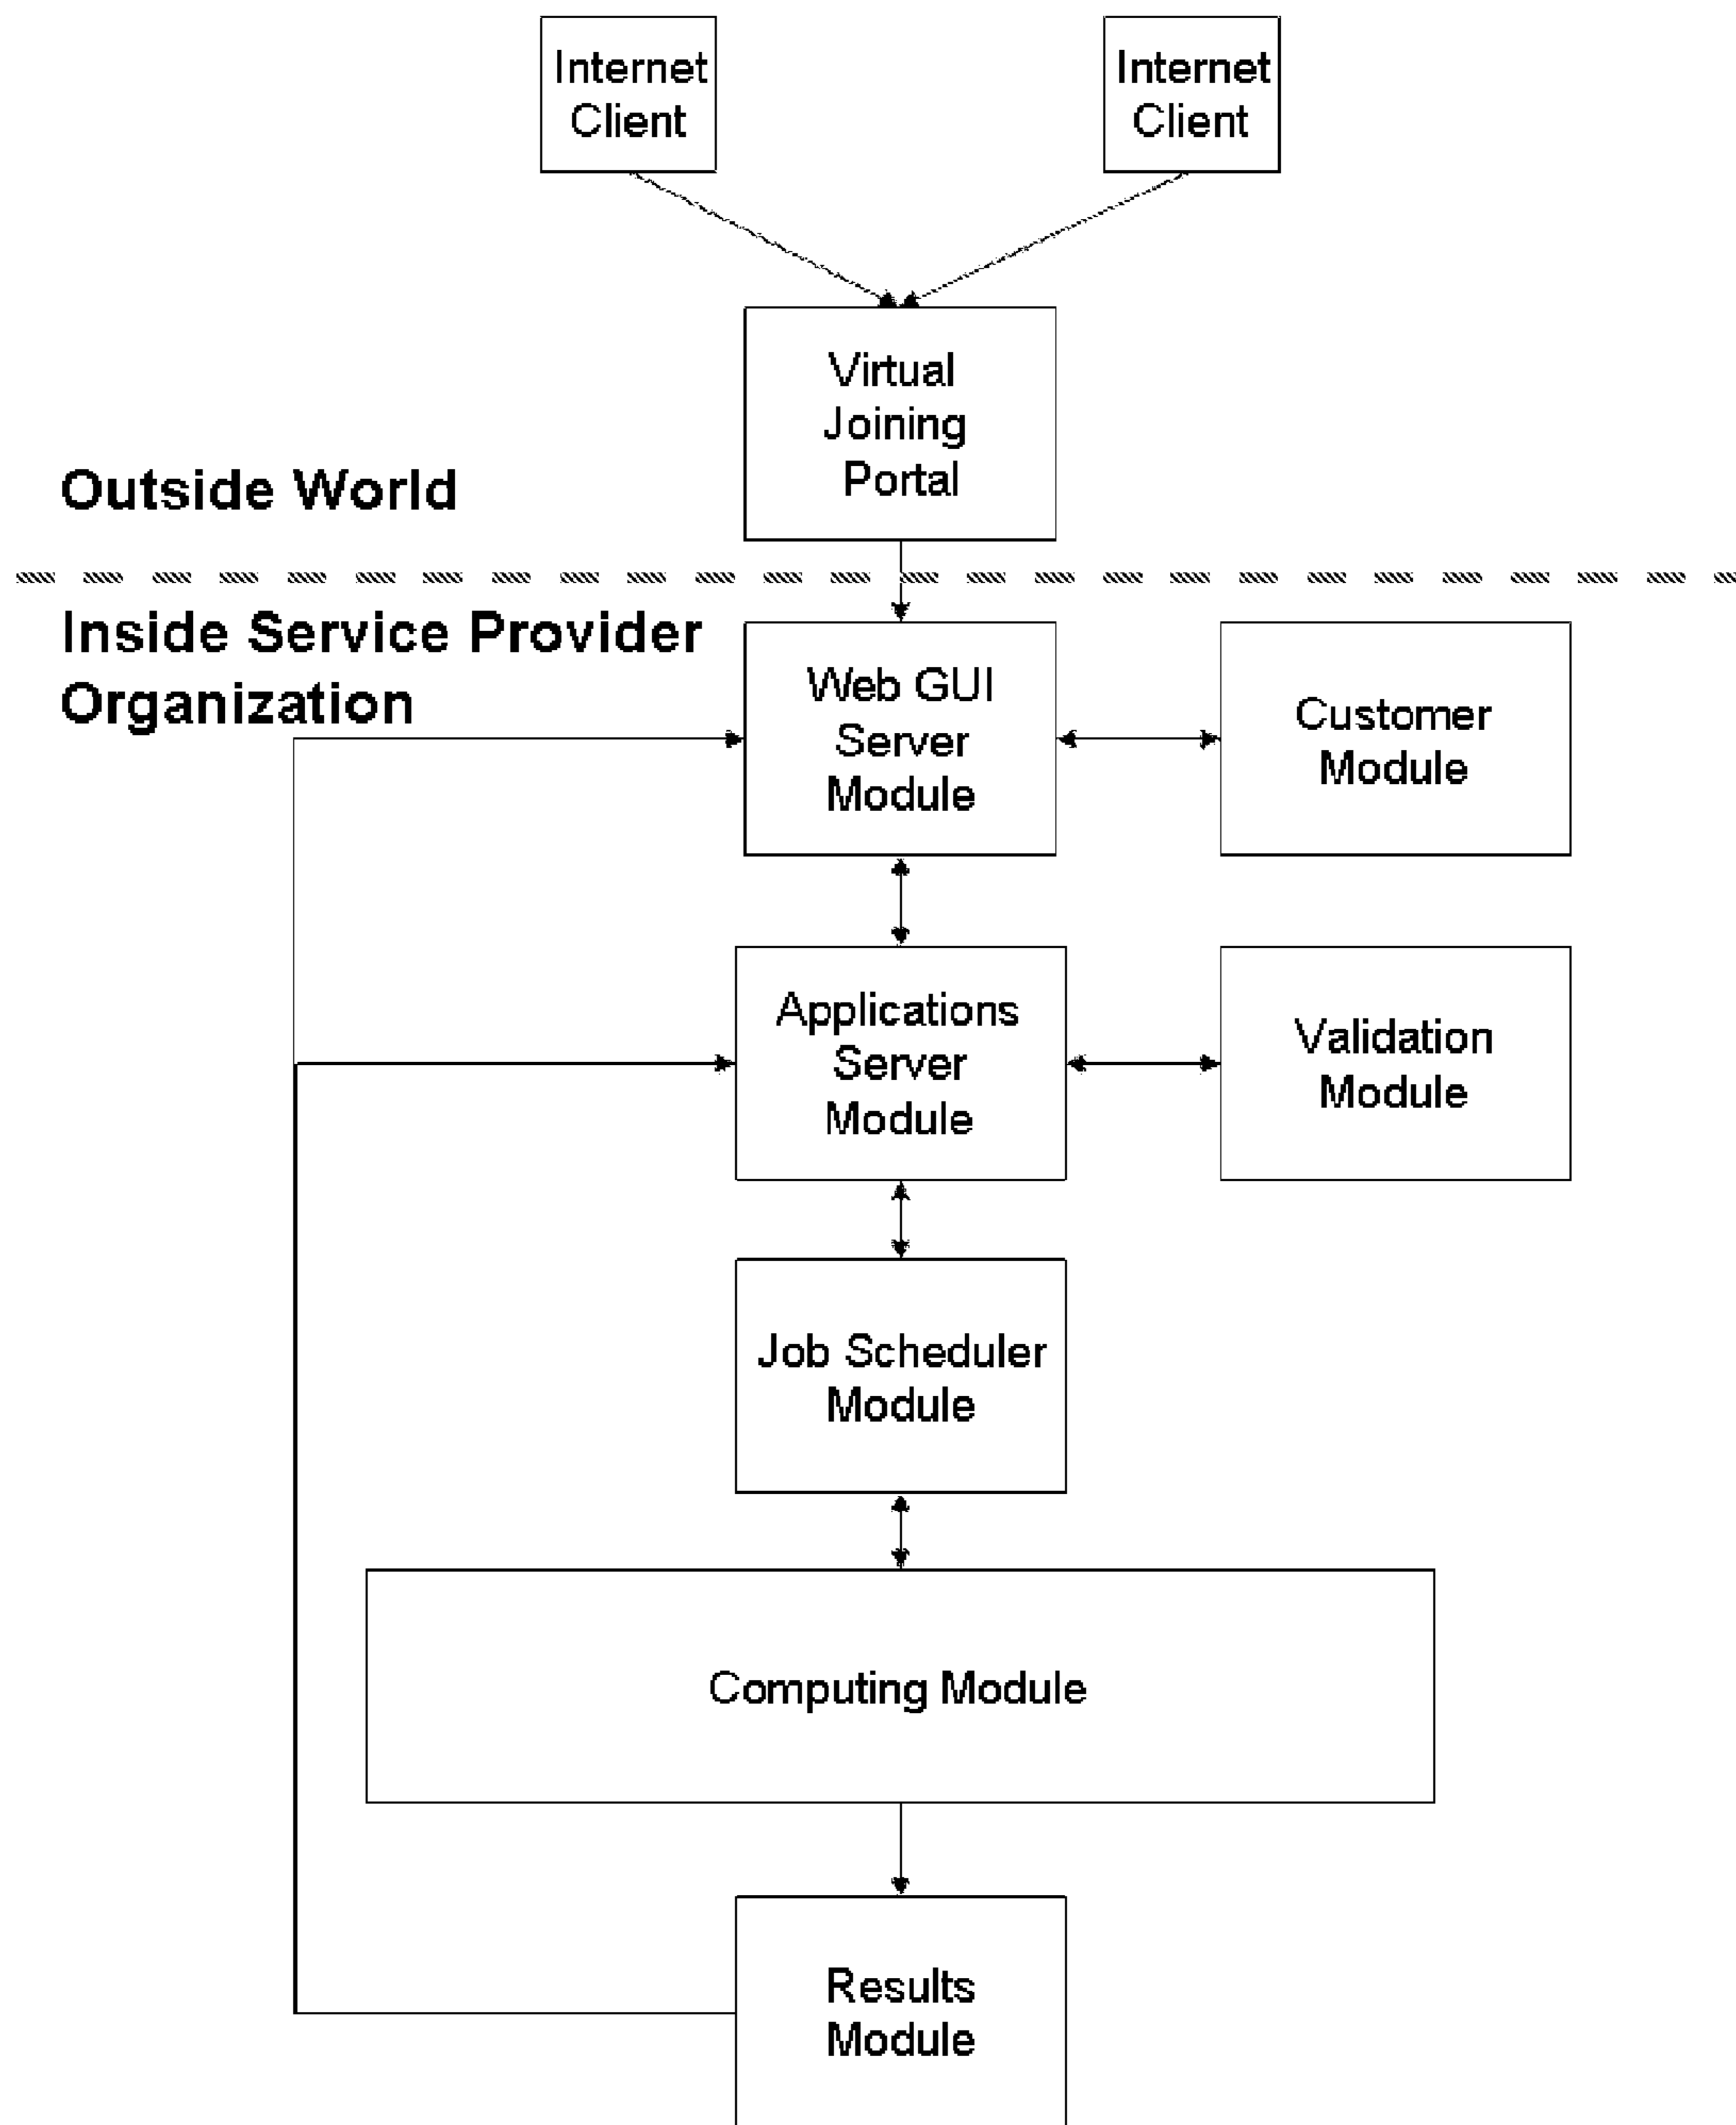 Internet
Client
Internet
Client
Virtual
Joining
Portal
Outside World
Inside Service Provider
Organization
Web GUI
Server
Module
Customer
Module
Applications
Server
Module
Validation
Module
Job Scheduler
Module
Computing Module
Results
Module